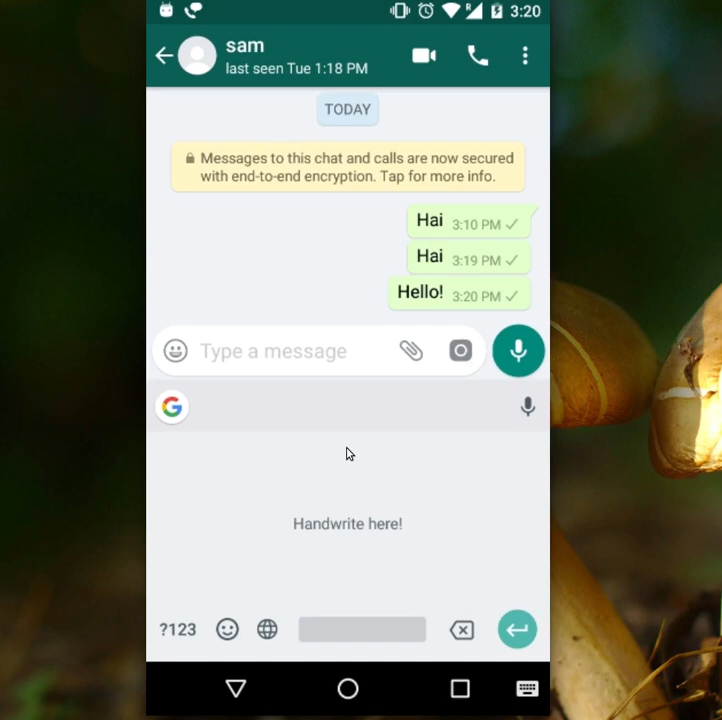 3:20
sam
last seen Tue 1:18 PM
TODAY
Messages to this chat and calls are now secured
with end-to-end encryption. Tap for more info.
Hai 3:10 PM
Hai 3:19 PM
Hello! 3:20 PM
Type a message
G
Handwrite here!
?123